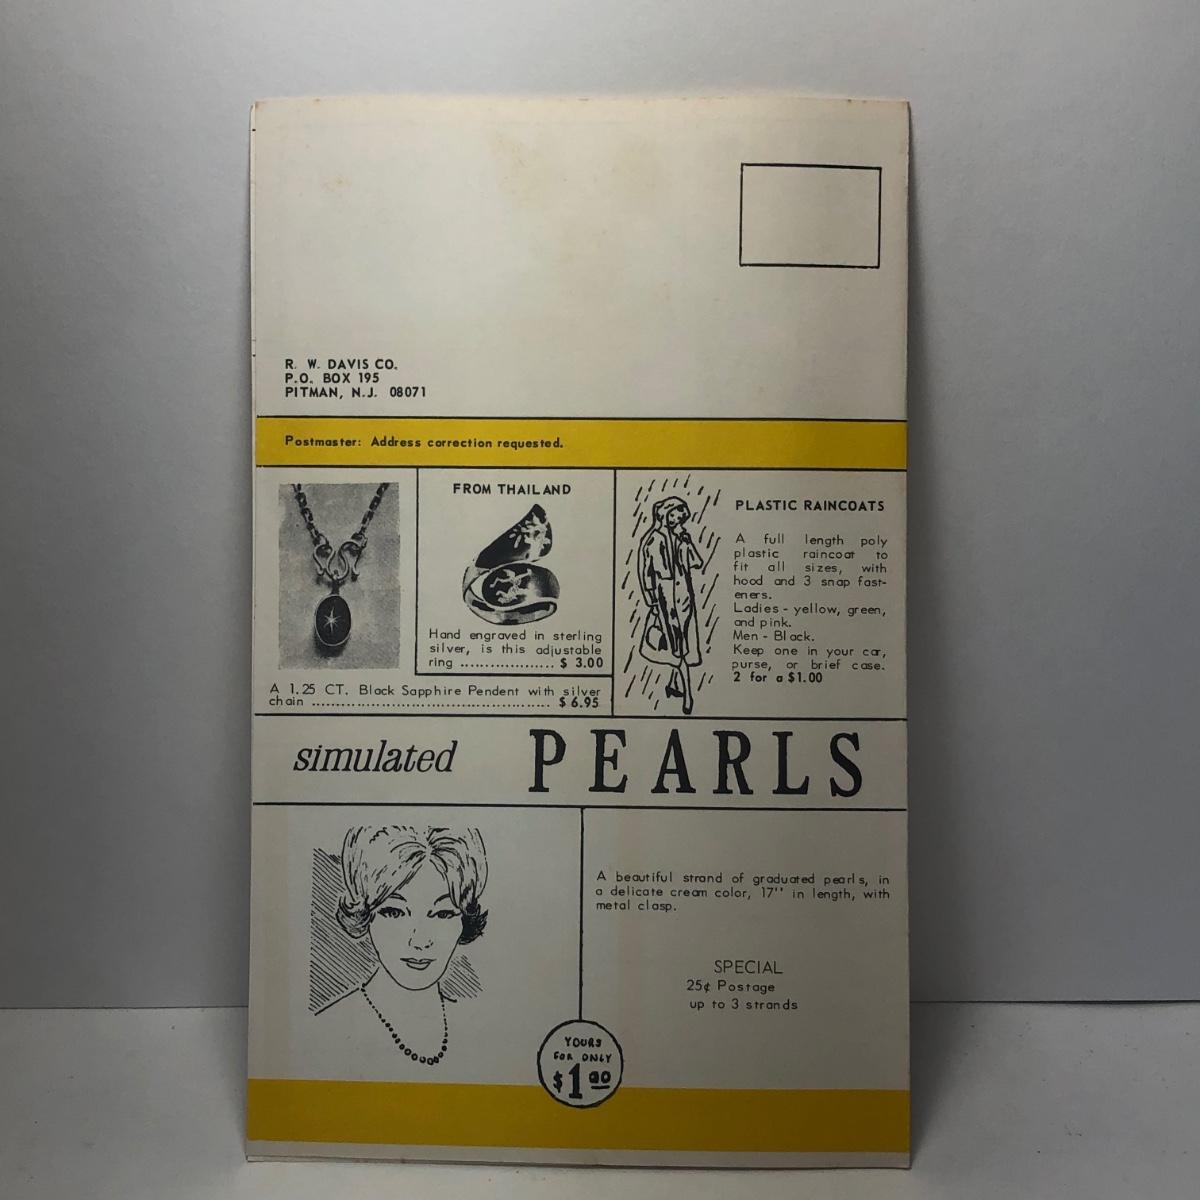 R. W. DAVIS CO.
P.O. BOX 195
PITMAN, N.J. 08071
Postmaster: Address correction requested.
FROM THAILAND
Hand engraved in sterling
silver, is this adjustable
ring .................... $ 3.00
A 1.25 CT. Black Sapphire Pendent with silver
chain .................................................. $ 6.95
PLASTIC RAINCOATS
A full length poly
plastic raincoat to
fit all sizes, with
hood and 3 snap fast-
eners.
Ladies - yellow, green,
and pink.
Men - Black.
Keep one in your car,
purse, or brief case.
2 for a $1.00
simulated PEARLS
A beautiful strand of graduated pearls, in
a delicate cream color, 17'' in length, with
metal clasp.
SPECIAL
25¢ Postage
up to 3 strands
YOURS
FOR ONLY
$1 00